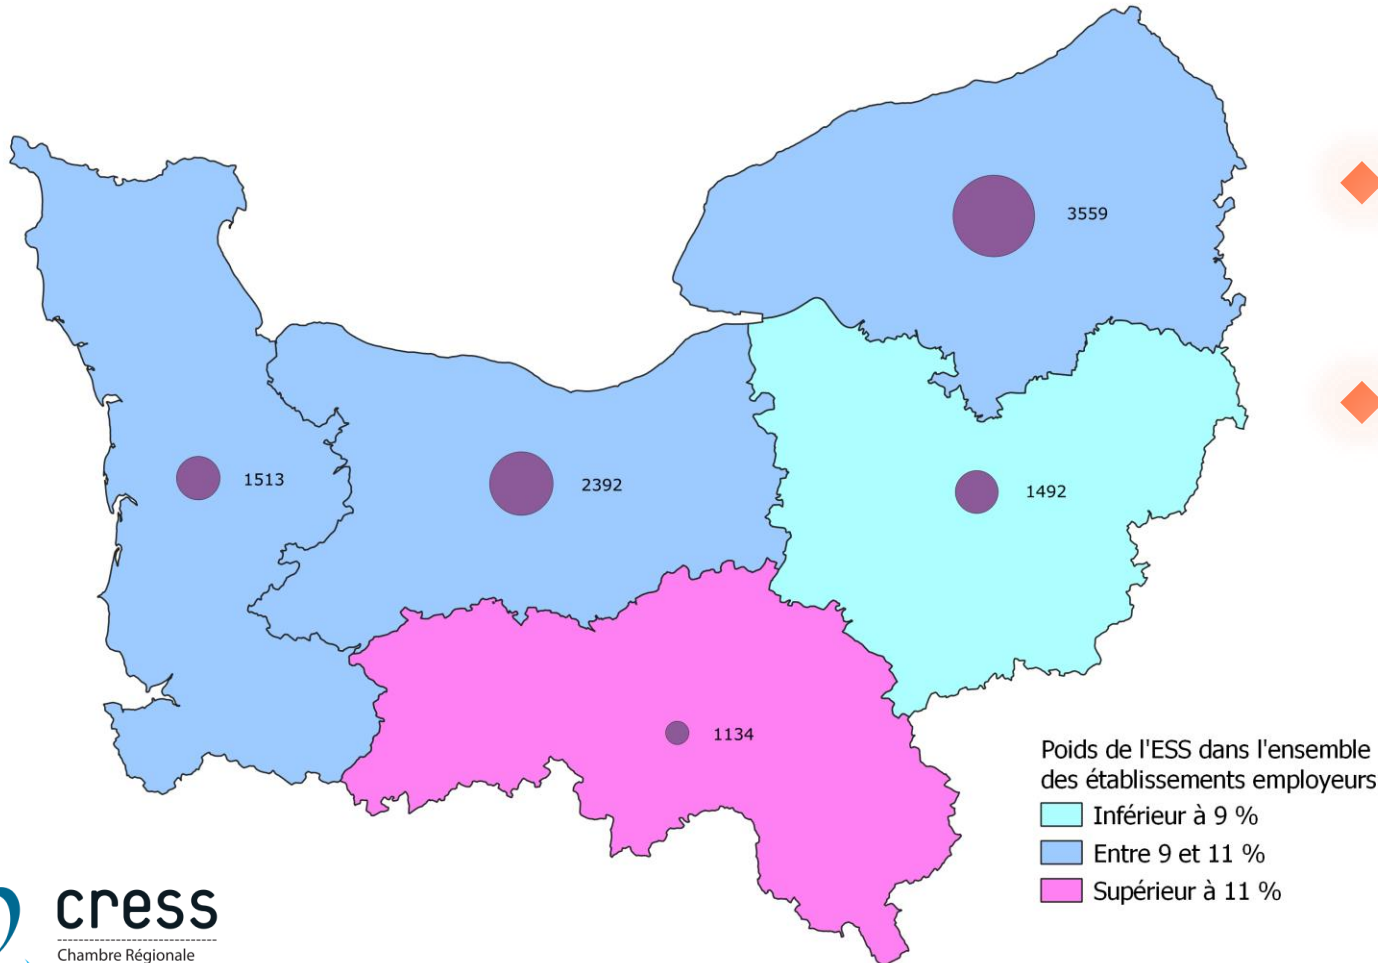 3559
1513
2392
1492
1134
Poids de l'ESS dans l'ensemble
des établissements employeurs
Inférieur à 9 %
Entre 9 et 11 %
Supérieur à 11 %
cress
Chambre Régionale